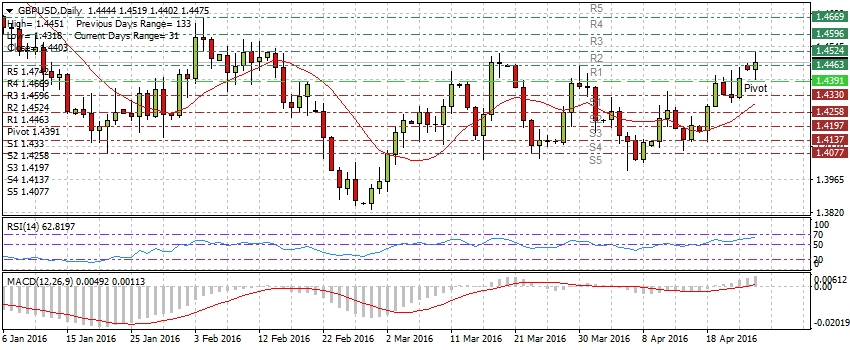 GBPUSD,Daily 1.4444 1.4519 1.4402 1.4475
High= 1.4451 Previous Days Range= 133
Low= 1.4318 Current Days Range= 31
Close= 1.4403
R5 1.4742
R4 1.4669
R3 1.4596
R2 1.4524
R1 1.4463
Pivot 1.4391
S1 1.433
S2 1.4258
S3 1.4197
S4 1.4137
S5 1.4077
R5
R4
R3
R2
R1
Pivot
S3
S4
S5
1.4669
1.4596
1.4524
1.4463
1.4391
1.4330
1.4258
1.4197
1.4137
1.4077
1.3965
1.3820
RSI(14) 62.8197
100
70
50
20
0
MACD(12,26,9) 0.00492 0.00113
0.00612
0.00
-0.02019
6 Jan 2016 15 Jan 2016 25 Jan 2016 3 Feb 2016 12 Feb 2016 22 Feb 2016 2 Mar 2016 11 Mar 2016 21 Mar 2016 30 Mar 2016 8 Apr 2016 18 Apr 2016